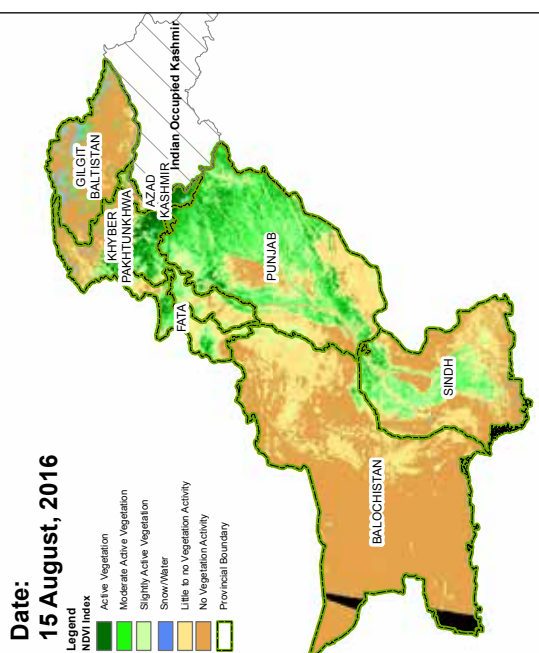 Date:
15 August, 2016
Legend
NDVI Index
Active Vegetation
Moderate Active Vegetation
Slightly Active Vegetation
Snow/Water
Little to no Vegetation Activity
No Vegetation Activity
Provincial Boundary
GILGIT
BALTISTAN
KHYBER
PAKHTUNKHWA
AZAD
KASHMIR
Indian Occupied Kashmir
FATA
PUNJAB
BALOCHISTAN
SINDH